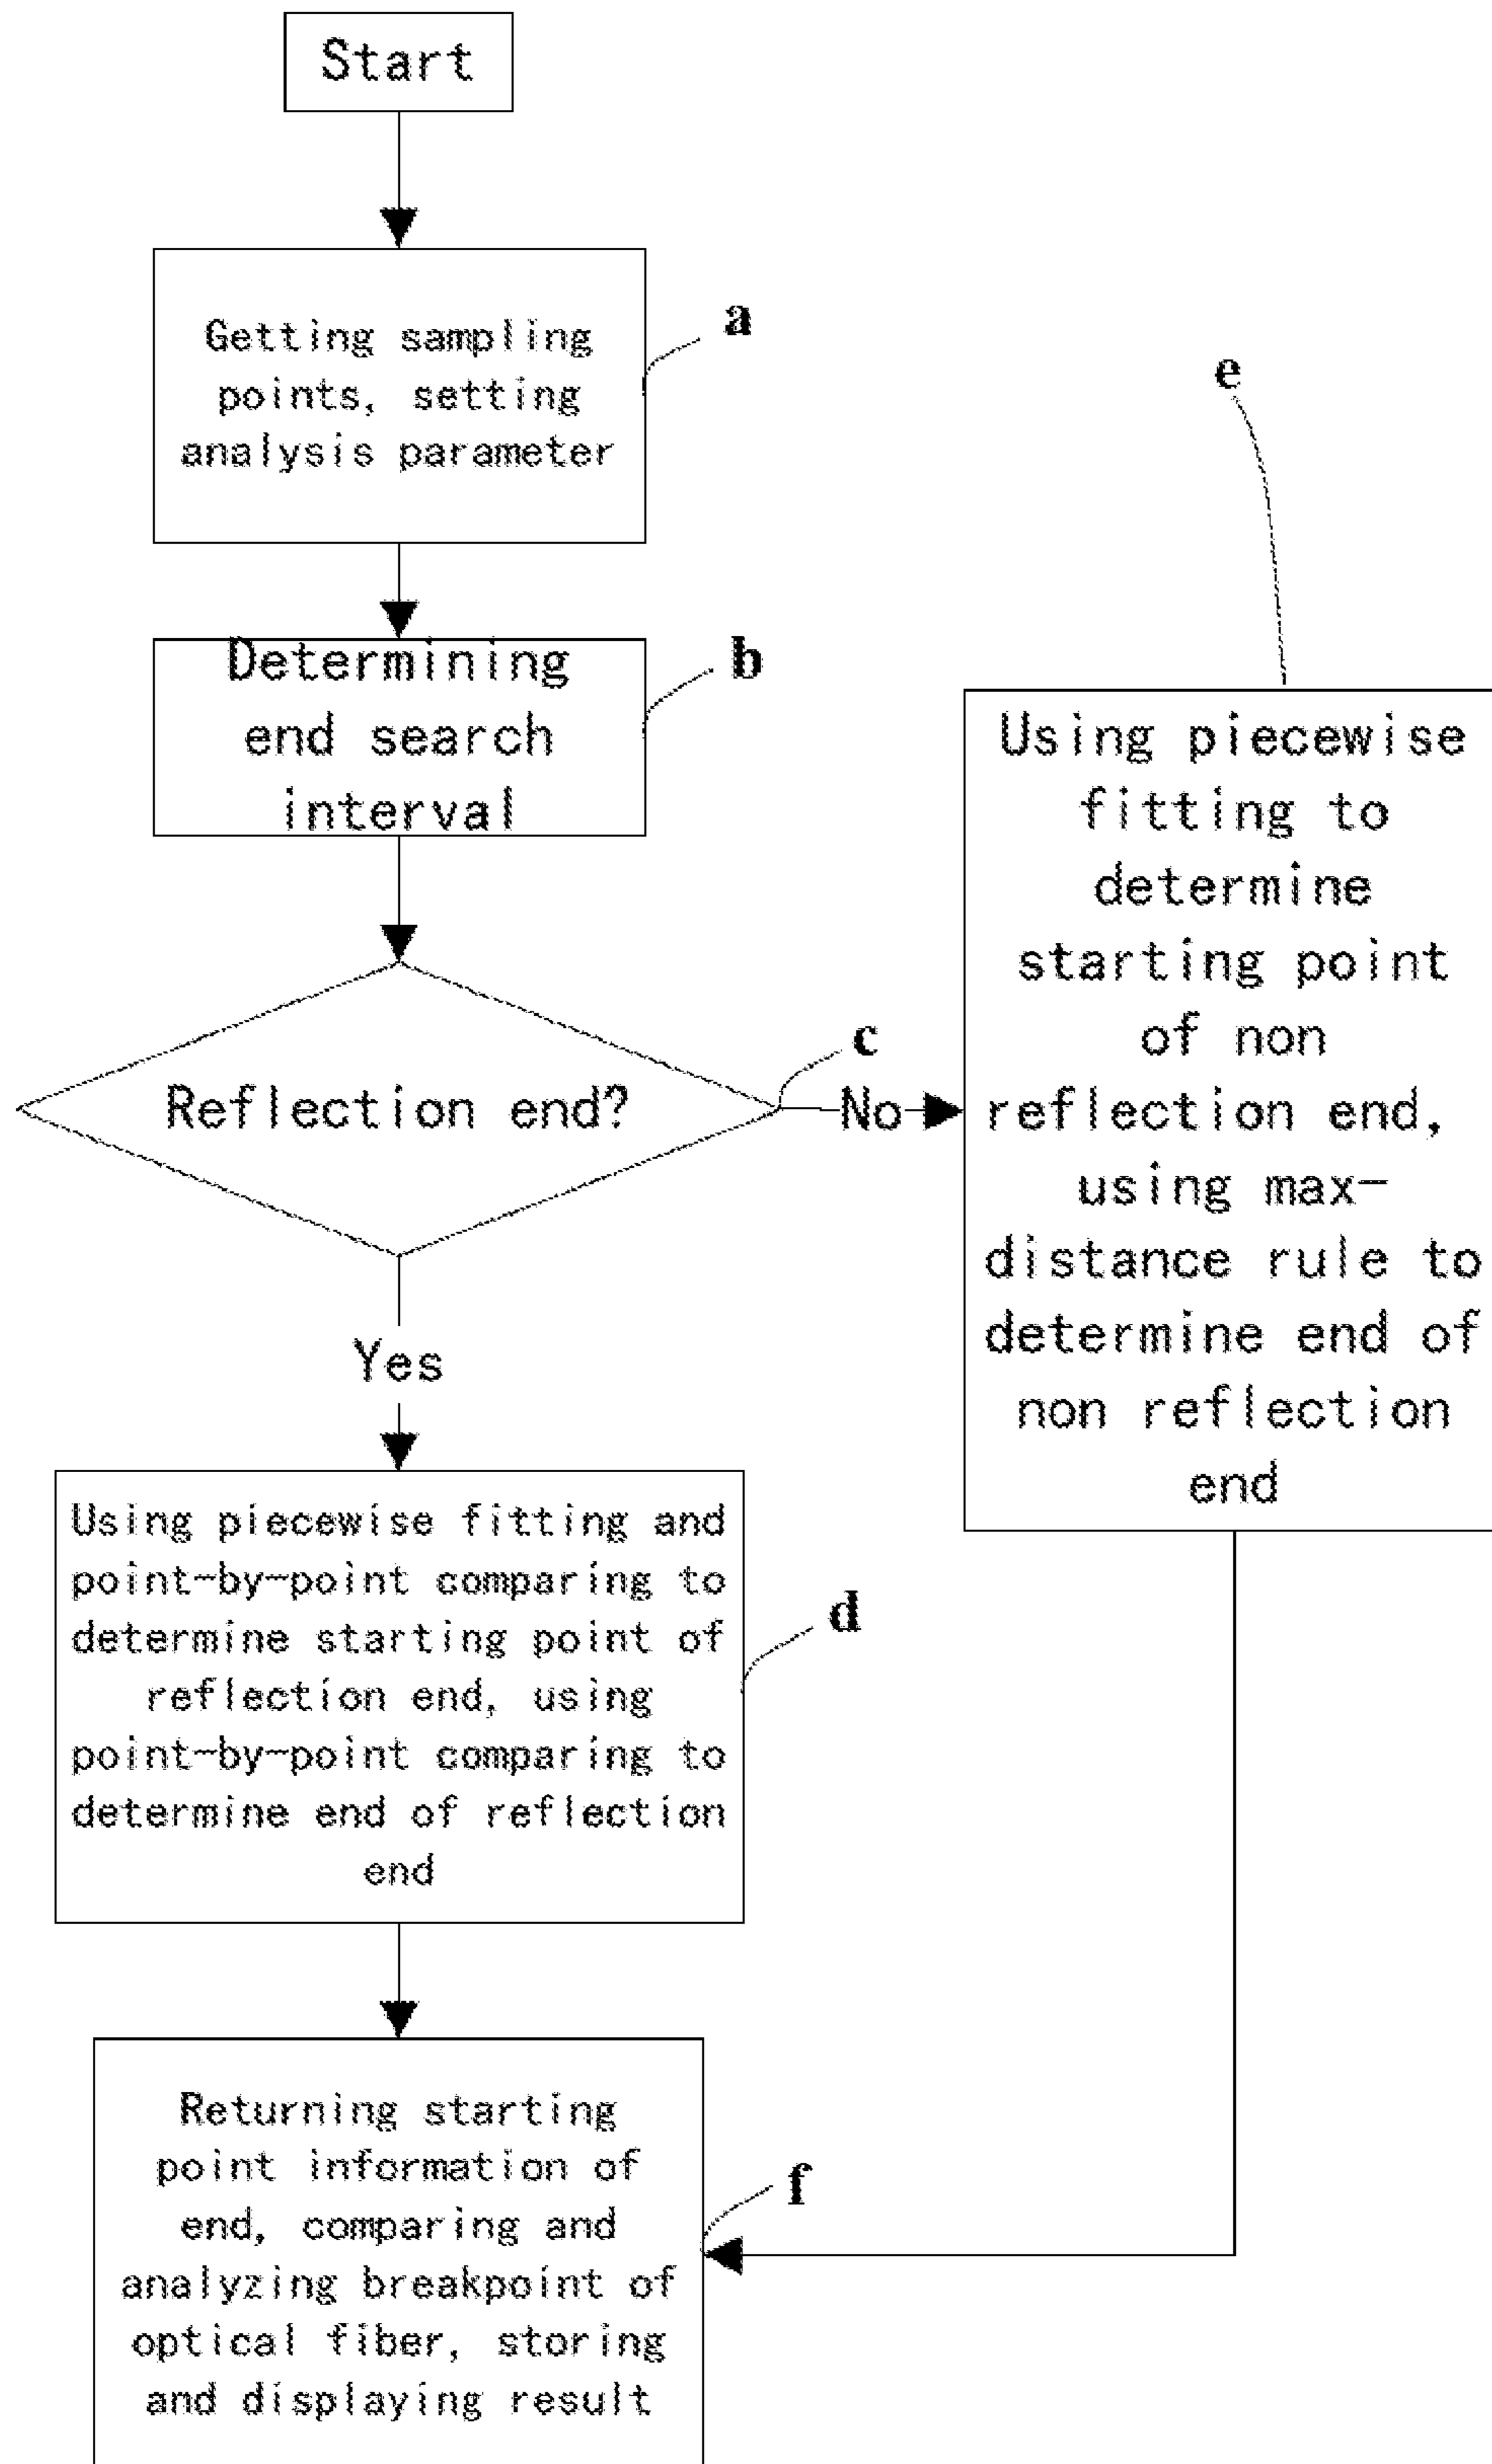 Start
Getting sampling
points, setting
analysis parameter
a
Determining
end search
interval
b
Reflection end?
c
No
Yes
Using piecewise
fitting to
determine
starting point
of non
reflection end,
using max-
distance rule to
determine end of
non reflection
end
e
Using piecewise fitting and
point-by-point comparing to
determine starting point of
reflection end, using
point-by-point comparing to
determine end of reflection
end
d
Returning starting
point information of
end, comparing and
analyzing breakpoint of
optical fiber, storing
and displaying result
f